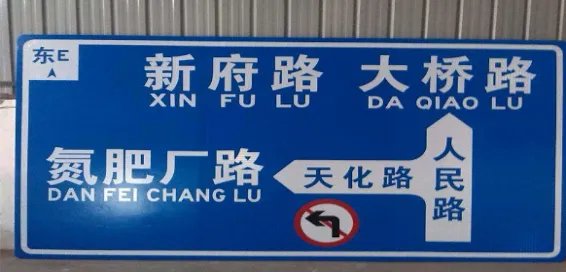 东E
新府路 大桥路
XIN FU LU DA QIAO LU
氮肥厂路
DAN FEI CHANG LU
天化路
人民路